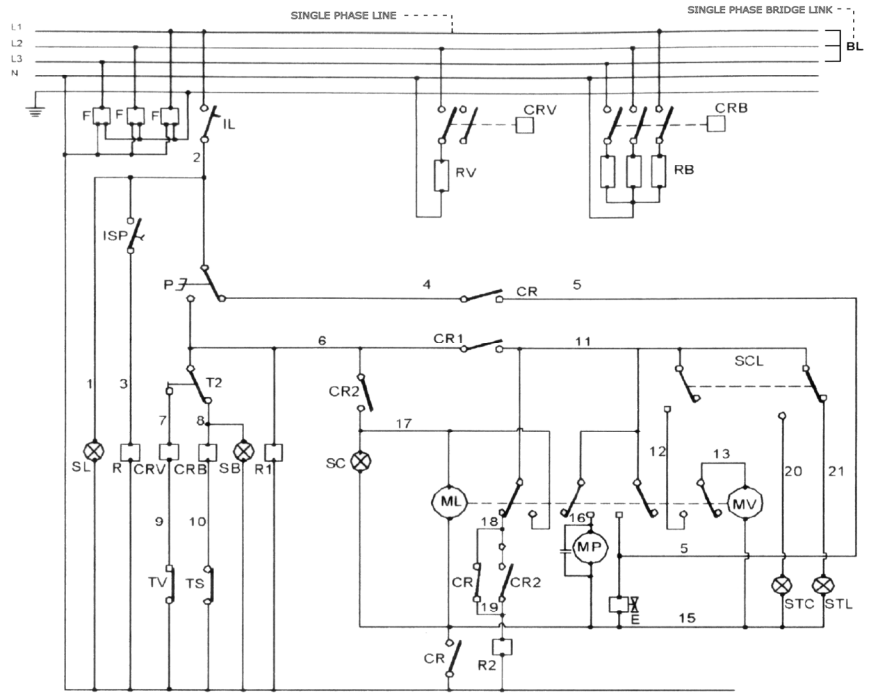 SINGLE PHASE LINE
SINGLE PHASE BRIDGE LINK
L1
L2
L3
N
BL
F F F
IL
CRV
CRB
2
RV
RB
ISP
P
4
CR
5
6
CR1
11
SCL
1
3
T2
CR2
7
8
17
12
13
20
21
SL
R
CRV
CRB
SB
R1
SC
ML
MV
18
16
9
10
MP
5
TV
TS
CR
CR2
STC
STL
19
E
15
CR
R2